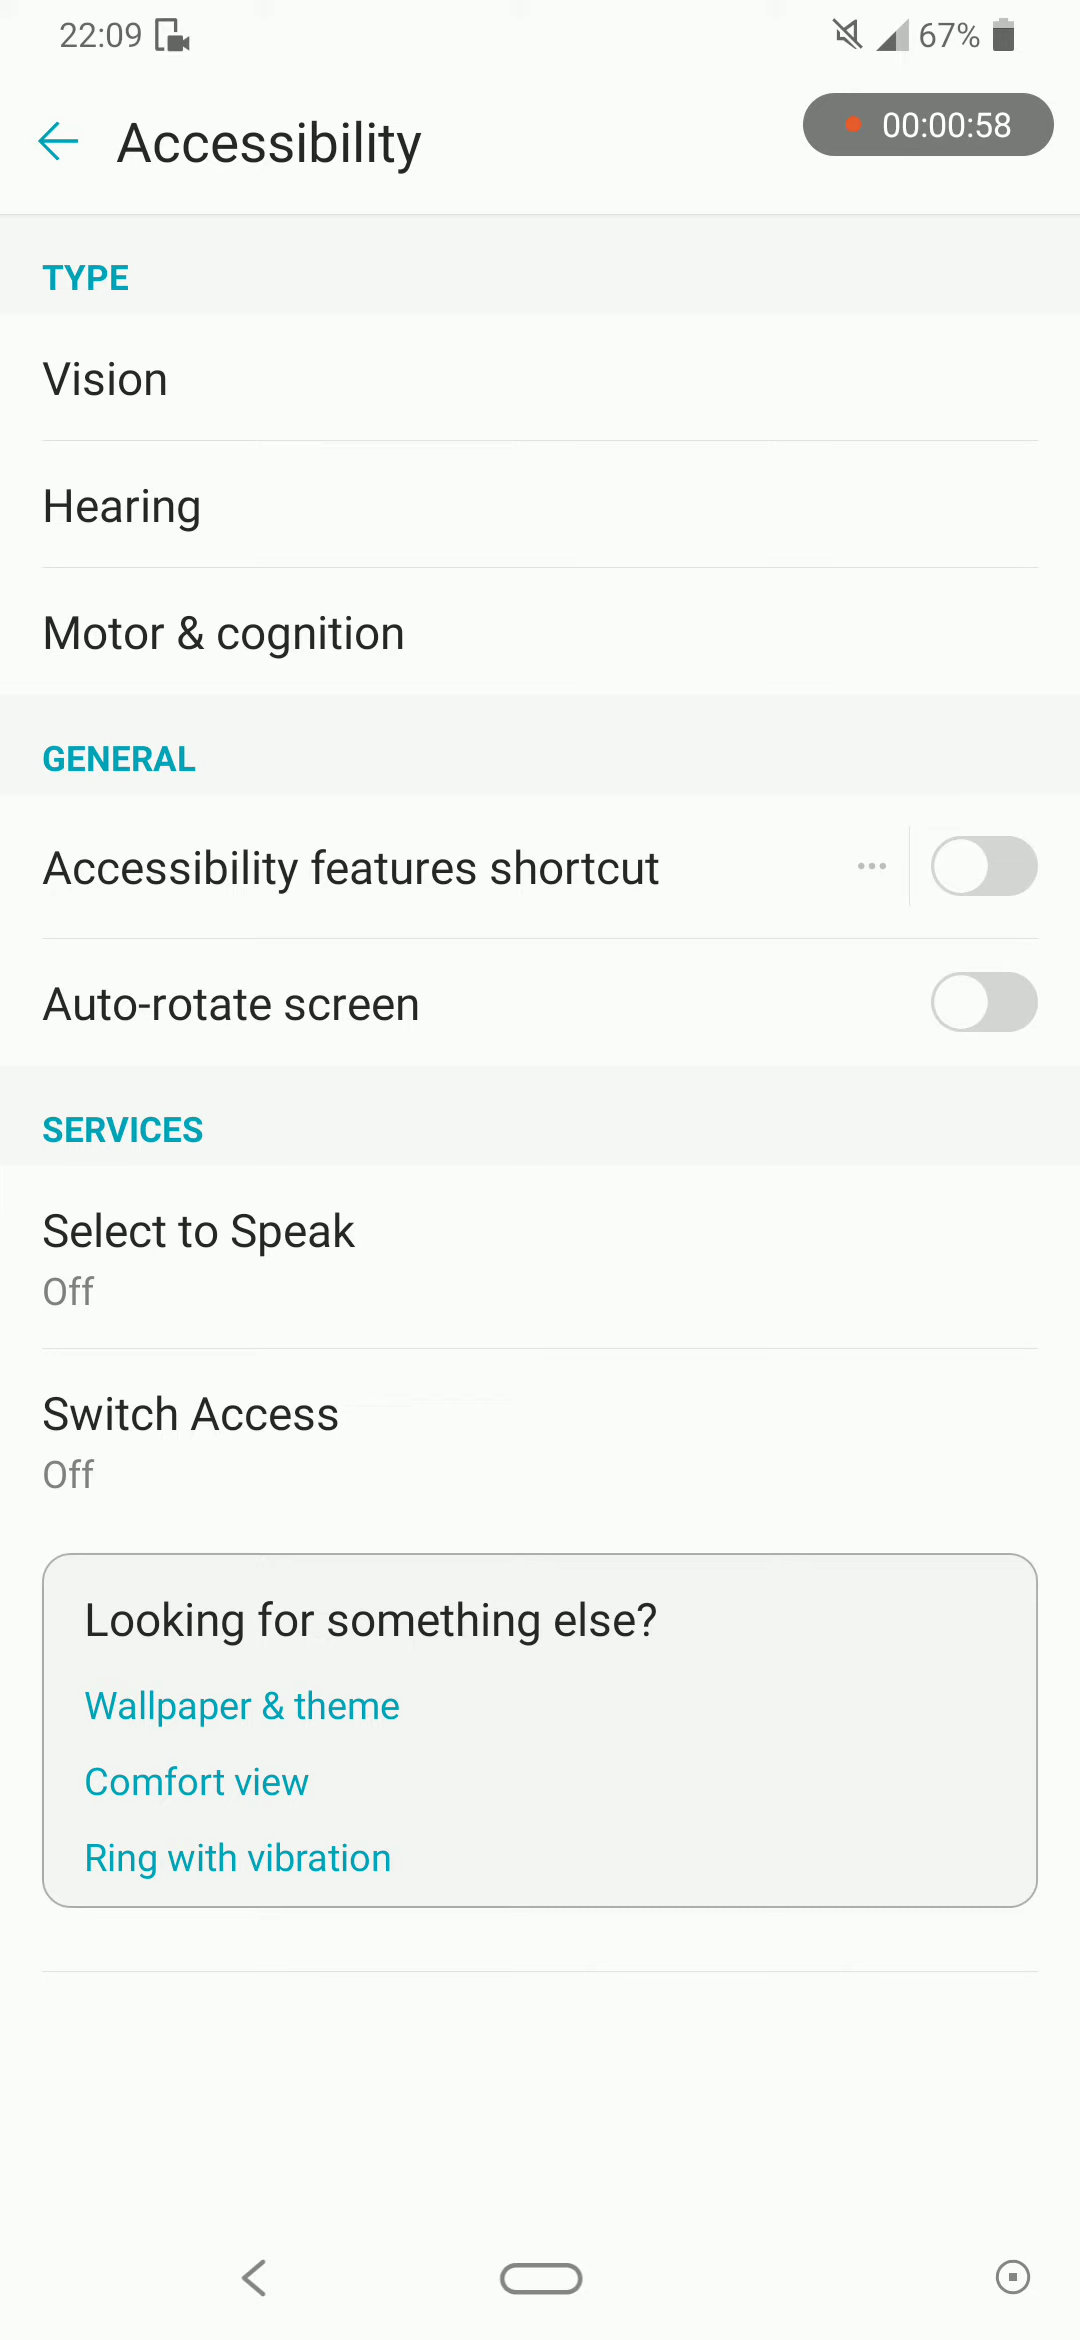 22:09
67%
Accessibility
00:00:58
TYPE
Vision
Hearing
Motor & cognition
GENERAL
Accessibility features shortcut
Auto-rotate screen
SERVICES
Select to Speak
Off
Switch Access
Off
Looking for something else?
Wallpaper & theme
Comfort view
Ring with vibration